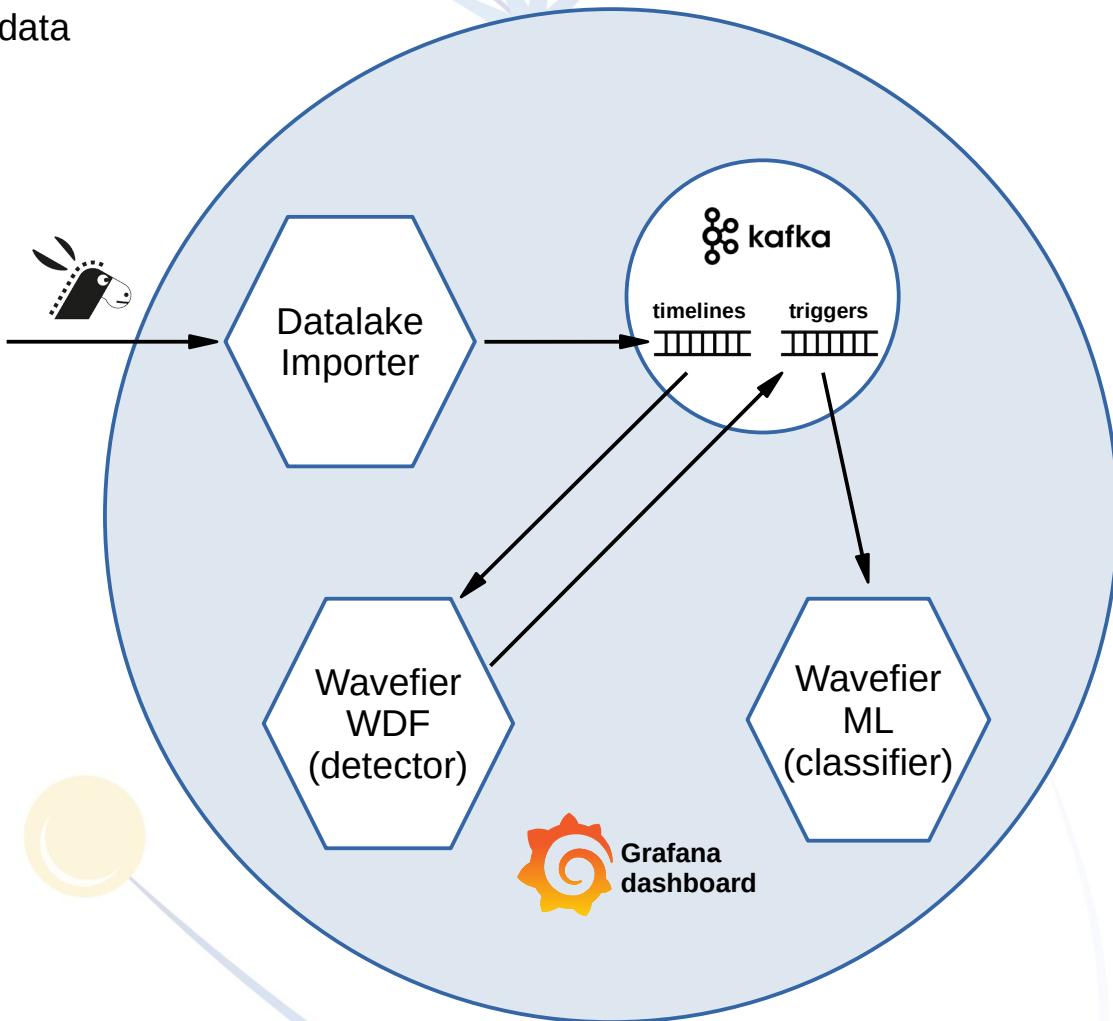 data
kafka
timelines
triggers
Datalake
Importer
Wavefier
WDF
(detector)
Wavefier
ML
(classifier)
Grafana
dashboard